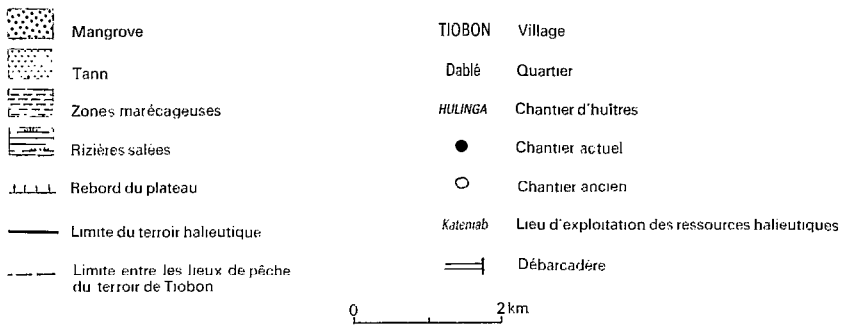 Mangrove
Tann
Zones marécageuses
Rizières salées
Rebord du plateau
Limite du terroir halieutique
Limite entre les lieux de pêche
du terroir de Tiobon
TIOBON Village
Dablé Quartier
HULINGA Chantier d'huîtres
Chantier actuel
Chantier ancien
Kateniab Lieu d'exploitation des ressources halieutiques
Débarcadère
0 2 km